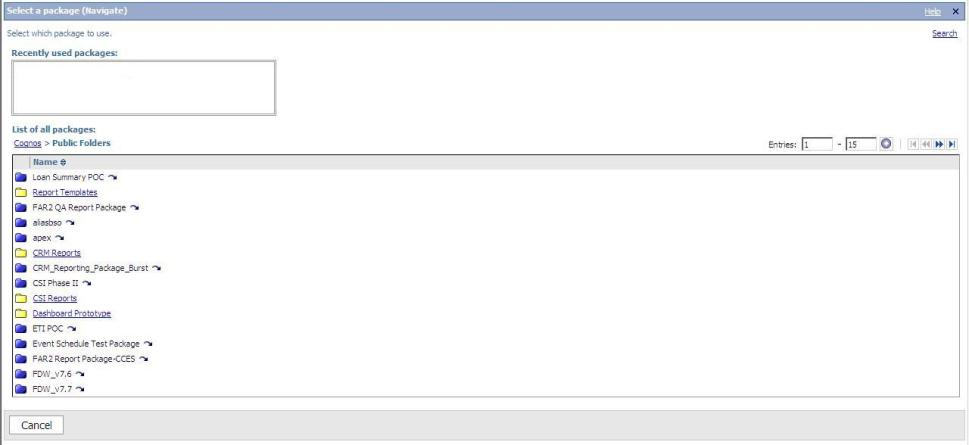 Select a package (Navigate) Help X
Select which package to use. Search
Recently used packages:
List of all packages:
Cognos > Public Folders Entries: 1 - 15
Name
Loan Summary POC
Report Templates
FAR2 QA Report Package
aliasbso
apex
CRM Reports
CRM_Reporting_Package_Burst
CSI Phase II
CSI Reports
Dashboard Prototype
ETI POC
Event Schedule Test Package
FAR2 Report Package-CCES
FDW_v7.6
FDW_v7.7
Cancel